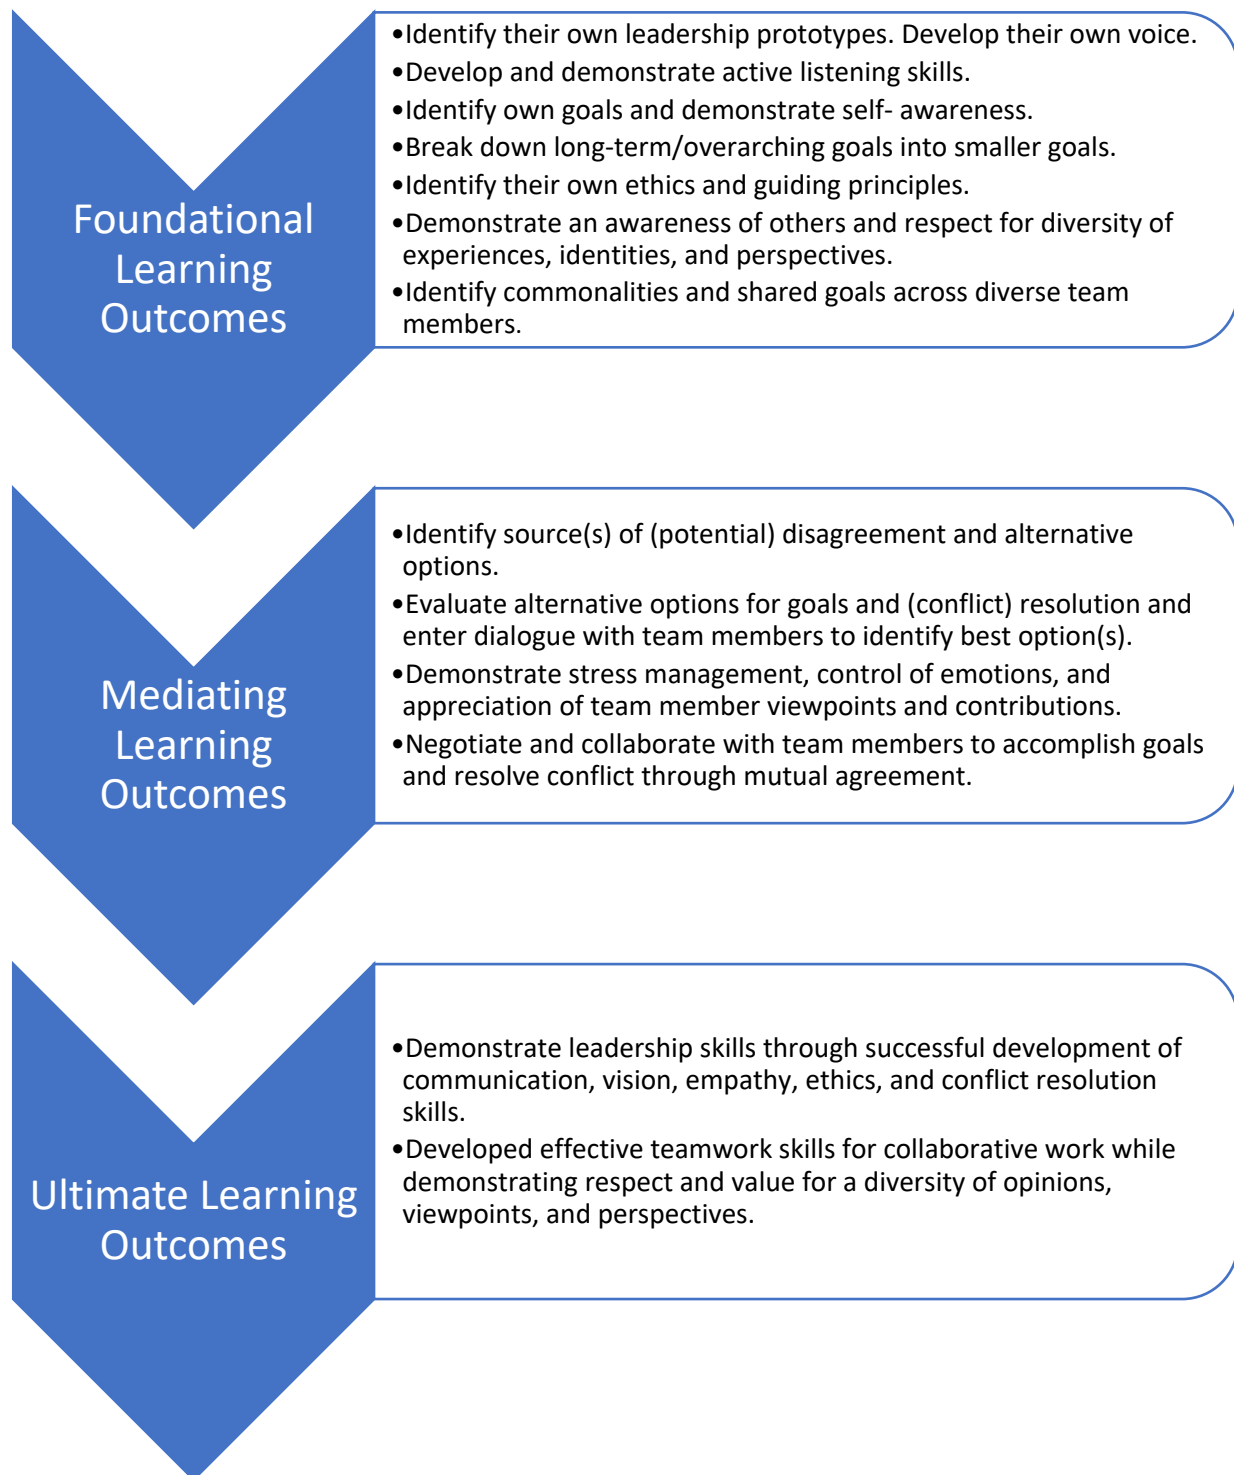 Foundational
Learning
Outcomes
•Identify their own leadership prototypes. Develop their own voice.
•Develop and demonstrate active listening skills.
•Identify own goals and demonstrate self- awareness.
•Break down long-term/overarching goals into smaller goals.
•Identify their own ethics and guiding principles.
•Demonstrate an awareness of others and respect for diversity of
experiences, identities, and perspectives.
•Identify commonalities and shared goals across diverse team
members.
Mediating
Learning
Outcomes
•Identify source(s) of (potential) disagreement and alternative
options.
•Evaluate alternative options for goals and (conflict) resolution and
enter dialogue with team members to identify best option(s).
•Demonstrate stress management, control of emotions, and
appreciation of team member viewpoints and contributions.
•Negotiate and collaborate with team members to accomplish goals
and resolve conflict through mutual agreement.
Ultimate Learning
Outcomes
•Demonstrate leadership skills through successful development of
communication, vision, empathy, ethics, and conflict resolution
skills.
•Developed effective teamwork skills for collaborative work while
demonstrating respect and value for a diversity of opinions,
viewpoints, and perspectives.